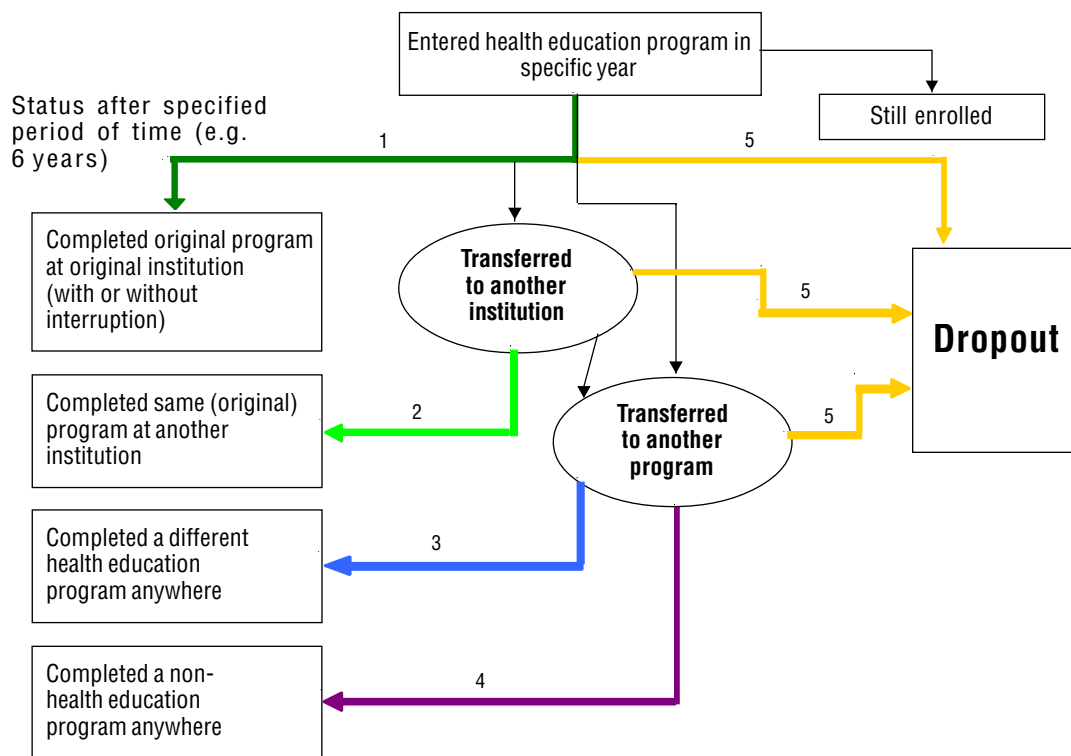 Entered health education program in
specific year
Still enrolled
Status after specified
period of time (e.g.
6 years)
1
5
Completed original program
at original institution
(with or without
interruption)
Transferred
to another
institution
5
Dropout
Completed same (original)
program at another
institution
2
Transferred
to another
program
5
Completed a different
health education
program anywhere
3
Completed a non-
health education
program anywhere
4